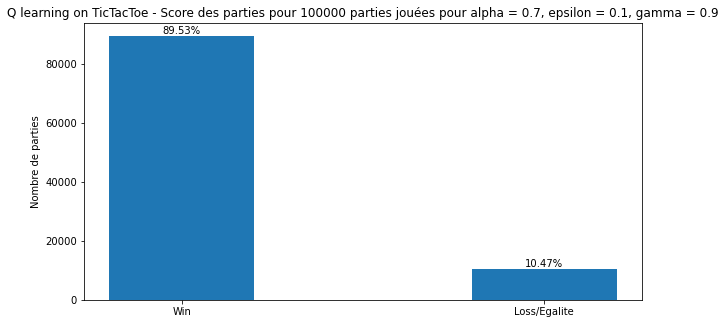 Q learning on TicTacToe - Score des parties pour 100000 parties jouées pour alpha = 0.7, epsilon = 0.1, gamma = 0.9
89.53%
80000
60000
Nombre de parties
40000
20000
10.47%
0
Win
Loss/Egalite